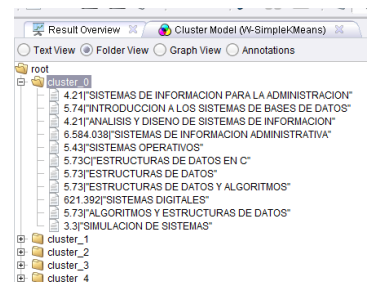 Result Overview Cluster Model (W-SimpleKMeans)
Text View Folder View Graph View Annotations
root
cluster_0
4.21|"SISTEMAS DE INFORMACION PARA LA ADMINISTRACION"
5.74|"INTRODUCCION A LOS SISTEMAS DE BASES DE DATOS"
4.21|"ANALISIS Y DISENO DE SISTEMAS DE INFORMACION"
6.584.038|"SISTEMAS DE INFORMACION ADMINISTRATIVA"
5.43|"SISTEMAS OPERATIVOS"
5.73C|"ESTRUCTURAS DE DATOS EN C"
5.73|"ESTRUCTURAS DE DATOS"
5.73|"ESTRUCTURAS DE DATOS Y ALGORITMOS"
621.392|"SISTEMAS DIGITALES"
5.73|"ALGORITMOS Y ESTRUCTURAS DE DATOS"
3.3|"SIMULACION DE SISTEMAS"
cluster_1
cluster_2
cluster_3
cluster_4